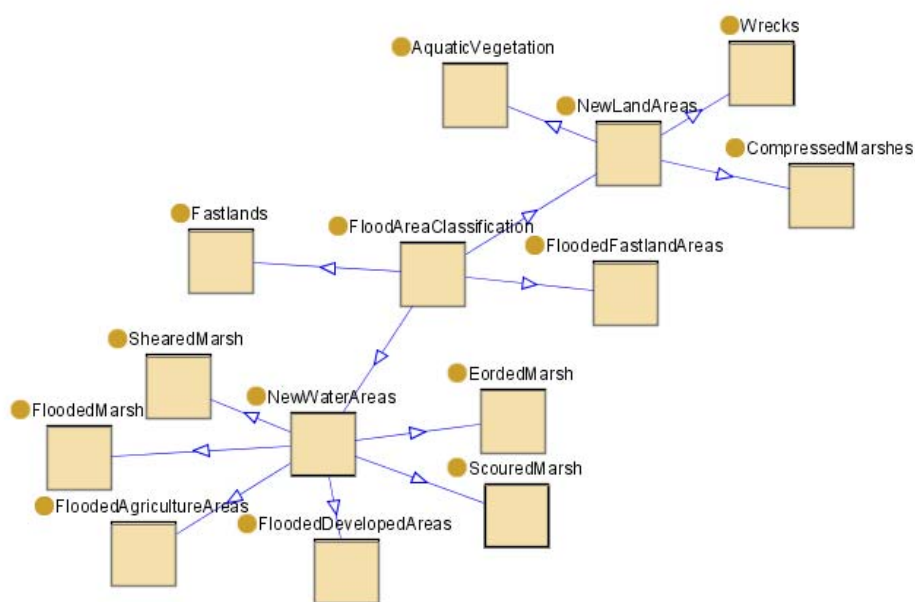 Wrecks
AquaticVegetation
NewLandAreas
CompressedMarshes
Fastlands
FloodAreaClassification
FloodedFastlandAreas
ShearedMarsh
EordedMarsh
NewWaterAreas
FloodedMarsh
ScouredMarsh
FloodedAgricultureAreas
FloodedDevelopedAreas